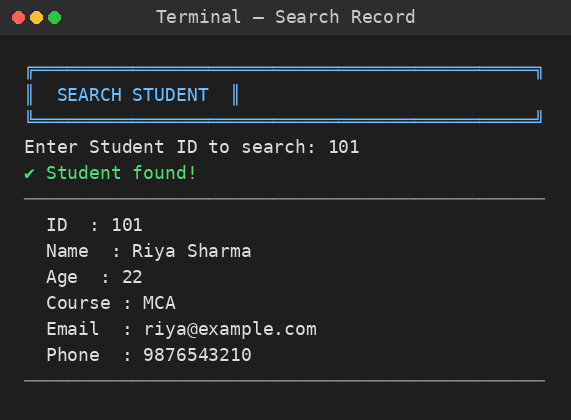 Terminal — Search Record
╔═══════════════════════════════════════════════╗
║  SEARCH STUDENT  ║
╚═══════════════════════════════════════════════╝
Enter Student ID to search: 101
✔ Student found!
────────────────────────────────────────────────
ID  : 101
Name  : Riya Sharma
Age  : 22
Course : MCA
Email  : riya@example.com
Phone  : 9876543210
────────────────────────────────────────────────